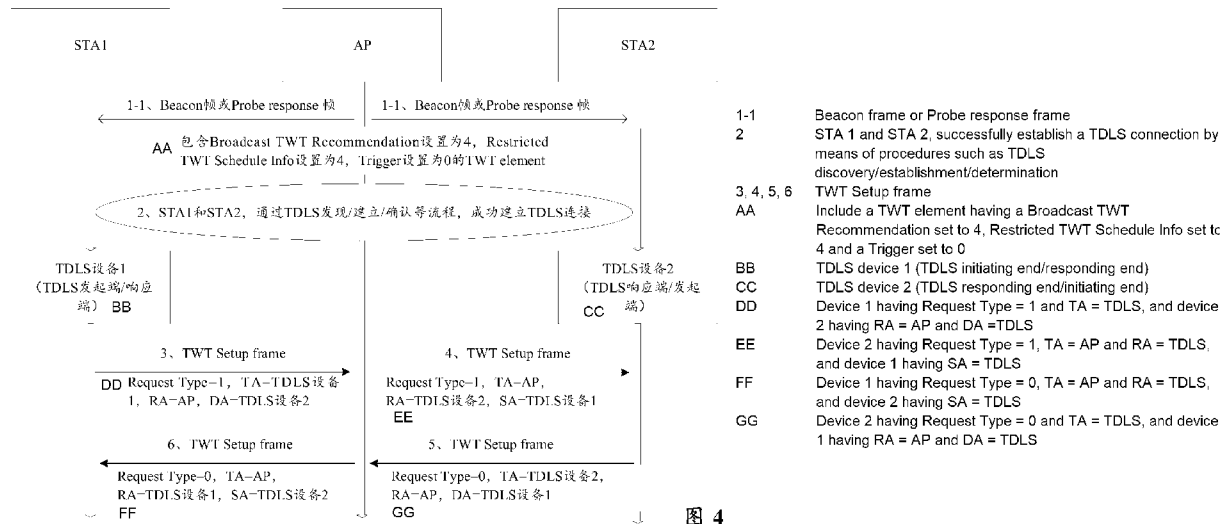 STA1
AP
STA2
1-1、Beacon帧或Probe response 帧
1-1、Beacon帧或Probe response 帧
AA 包含Broadcast TWT Recommendation设置为4，Restricted
TWT Schedule Info设置为4，Trigger设置为0的TWT element
2、STA1和STA2，通过TDLS发现/建立/确认等流程，成功建立TDLS连接
TDLS设备1
（TDLS发起端/响应
端） BB
TDLS设备2
（TDLS响应端/发起
CC 端）
3、TWT Setup frame
DD Request Type=1，TA=TDLS设备
1，RA=AP，DA=TDLS设备2
4、TWT Setup frame
Request Type=1，TA=AP，
RA=TDLS设备2，SA=TDLS设备1
EE
6、TWT Setup frame
Request Type=0，TA=AP，
RA=TDLS设备1，SA=TDLS设备2
FF
5、TWT Setup frame
Request Type=0，TA=TDLS设备2，
RA=AP，DA=TDLS设备1
GG
图 4
1-1 Beacon frame or Probe response frame
2 STA 1 and STA 2, successfully establish a TDLS connection by
means of procedures such as TDLS
discovery/establishment/determination
3, 4, 5, 6 TWT Setup frame
AA Include a TWT element having a Broadcast TWT
Recommendation set to 4, Restricted TWT Schedule Info set to
4 and a Trigger set to 0
BB TDLS device 1 (TDLS initiating end/responding end)
CC TDLS device 2 (TDLS responding end/initiating end)
DD Device 1 having Request Type = 1 and TA = TDLS, and device
2 having RA = AP and DA =TDLS
EE Device 2 having Request Type = 1, TA = AP and RA = TDLS,
and device 1 having SA = TDLS
FF Device 1 having Request Type = 0, TA = AP and RA = TDLS,
and device 2 having SA = TDLS
GG Device 2 having Request Type = 0 and TA = TDLS, and device
1 having RA = AP and DA = TDLS